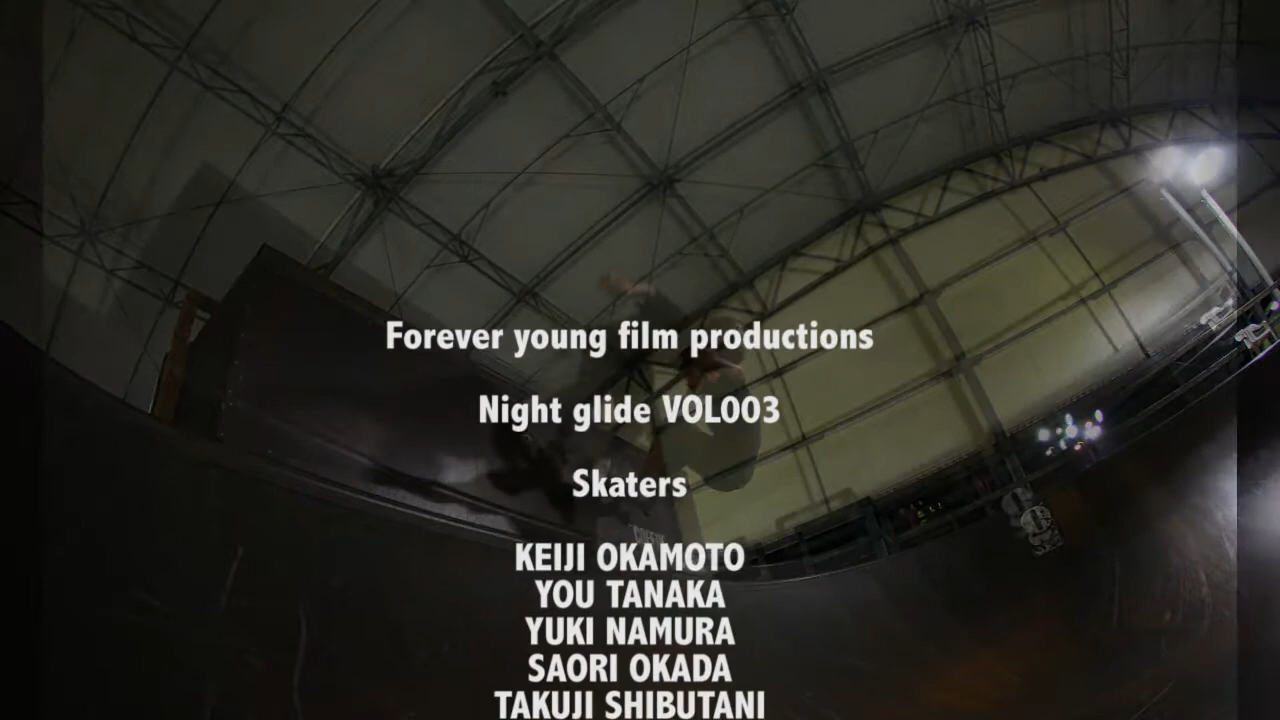 Forever young film productions
Night glide VOL003
Skaters
KEIJI OKAMOTO
YOU TANAKA
YUKI NAMURA
SAORI OKADA
TAKUJI SHIBUTANI